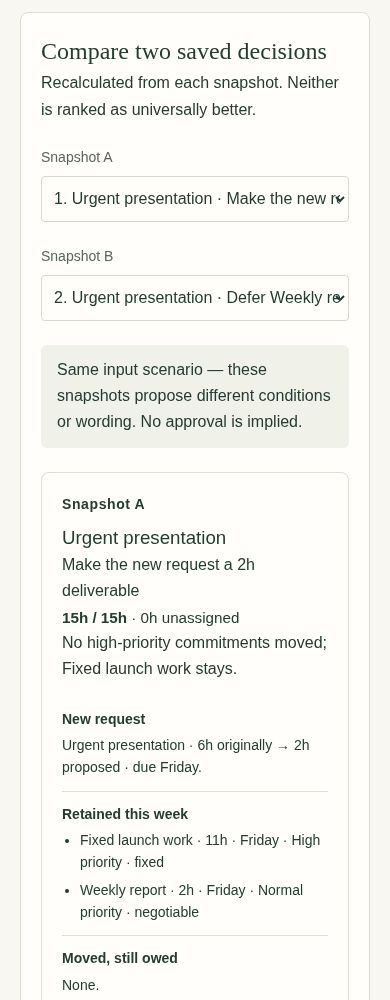 Compare two saved decisions
Recalculated from each snapshot. Neither
is ranked as universally better.
Snapshot A
1. Urgent presentation · Make the new
Snapshot B
2. Urgent presentation · Defer Weekly
Same input scenario — these
snapshots propose different conditions
or wording. No approval is implied.
Snapshot A
Urgent presentation
Make the new request a 2h
deliverable
15h / 15h · 0h unassigned
No high-priority commitments moved;
Fixed launch work stays.
New request
Urgent presentation · 6h originally → 2h
proposed · due Friday.
Retained this week
• Fixed launch work · 11h · Friday · High
priority · fixed
• Weekly report · 2h · Friday · Normal
priority · negotiable
Moved, still owed
None.